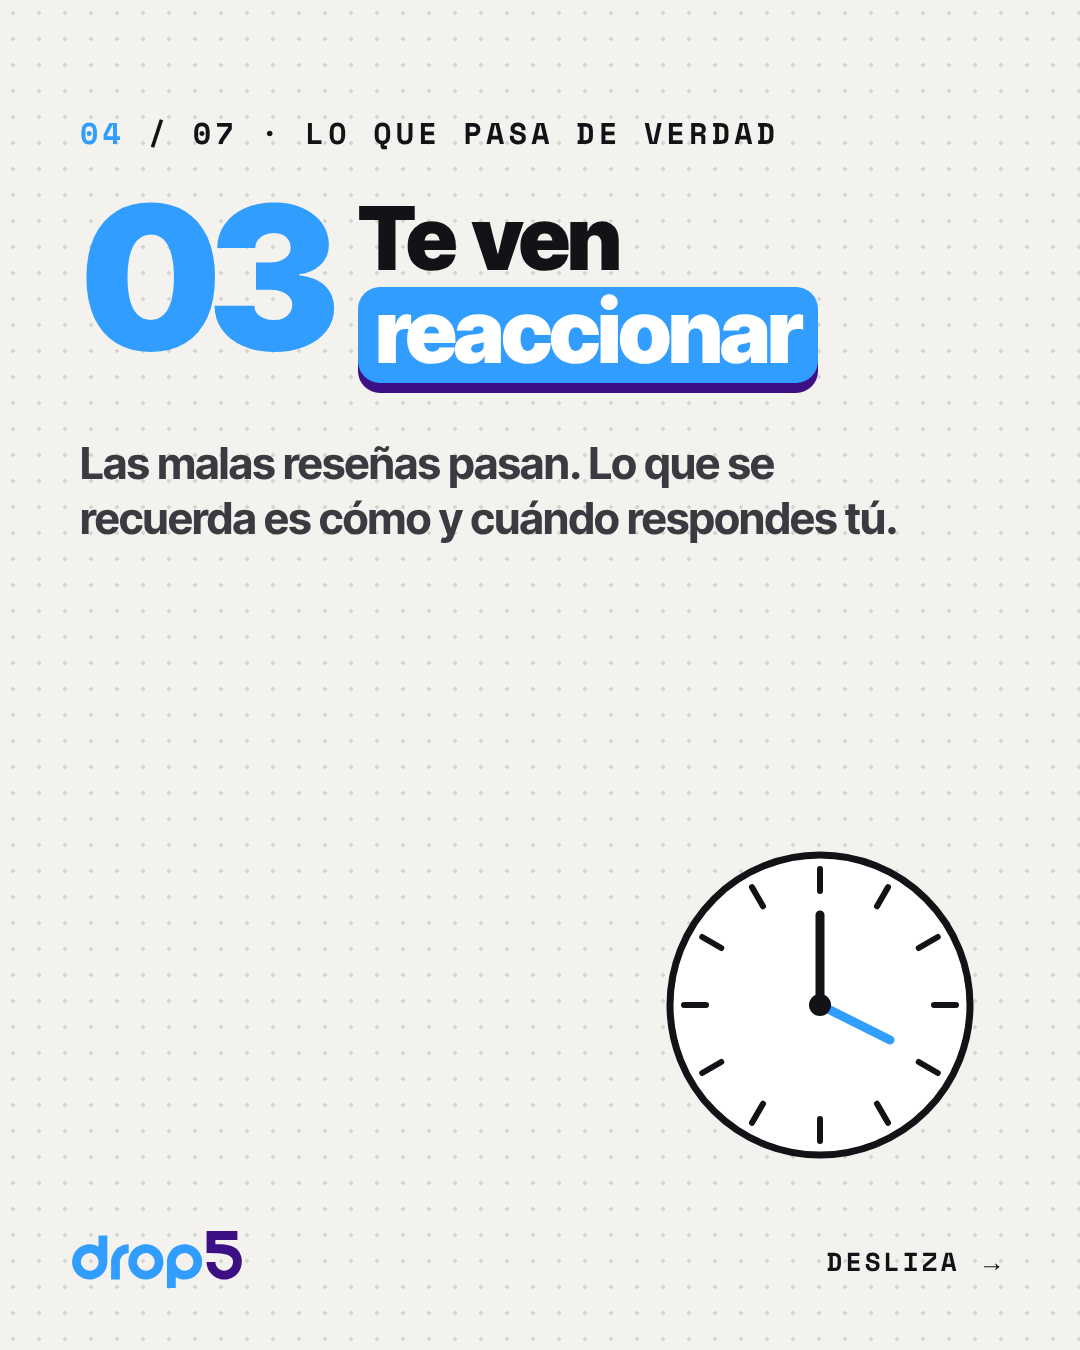 04 / 07 · LO QUE PASA DE VERDAD
03
Te ven
reaccionar
Las malas reseñas pasan. Lo que se
recuerda es cómo y cuándo respondes tú.
drop5
DESLIZA →